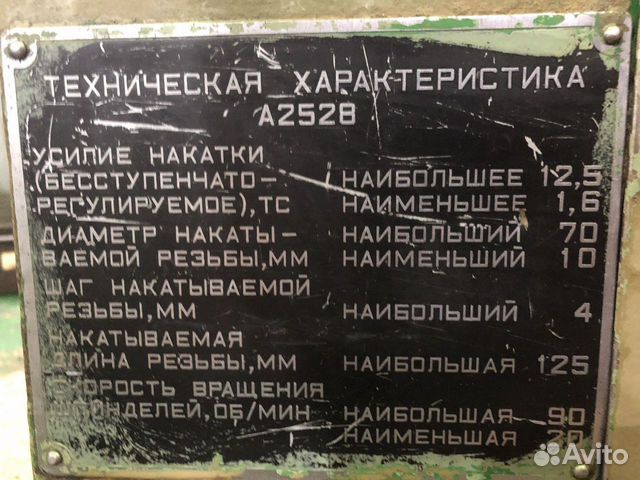 ТЕХНИЧЕСКАЯ ХАРАКТЕРИСТИКА
А2528
УСИЛИЕ НАКАТКИ
(БЕССТУПЕНЧАТО- НАИБОЛЬШЕЕ 12,5
РЕГУЛИРУЕМОЕ),ТС НАИМЕНЬШЕЕ 1,6
ДИАМЕТР НАКАТЫ- НАИБОЛЬШИЙ 70
ВАЕМОЙ РЕЗЬБЫ,ММ НАИМЕНЬШИЙ 10
ШАГ НАКАТЫВАЕМОЙ
РЕЗЬБЫ,ММ НАИБОЛЬШИЙ 4
НАКАТЫВАЕМАЯ
ДЛИНА РЕЗЬБЫ,ММ НАИБОЛЬШАЯ 125
СКОРОСТЬ ВРАЩЕНИЯ
ШПИНДЕЛЕЙ,ОБ/МИН НАИБОЛЬШАЯ 90
НАИМЕНЬШАЯ
Avito